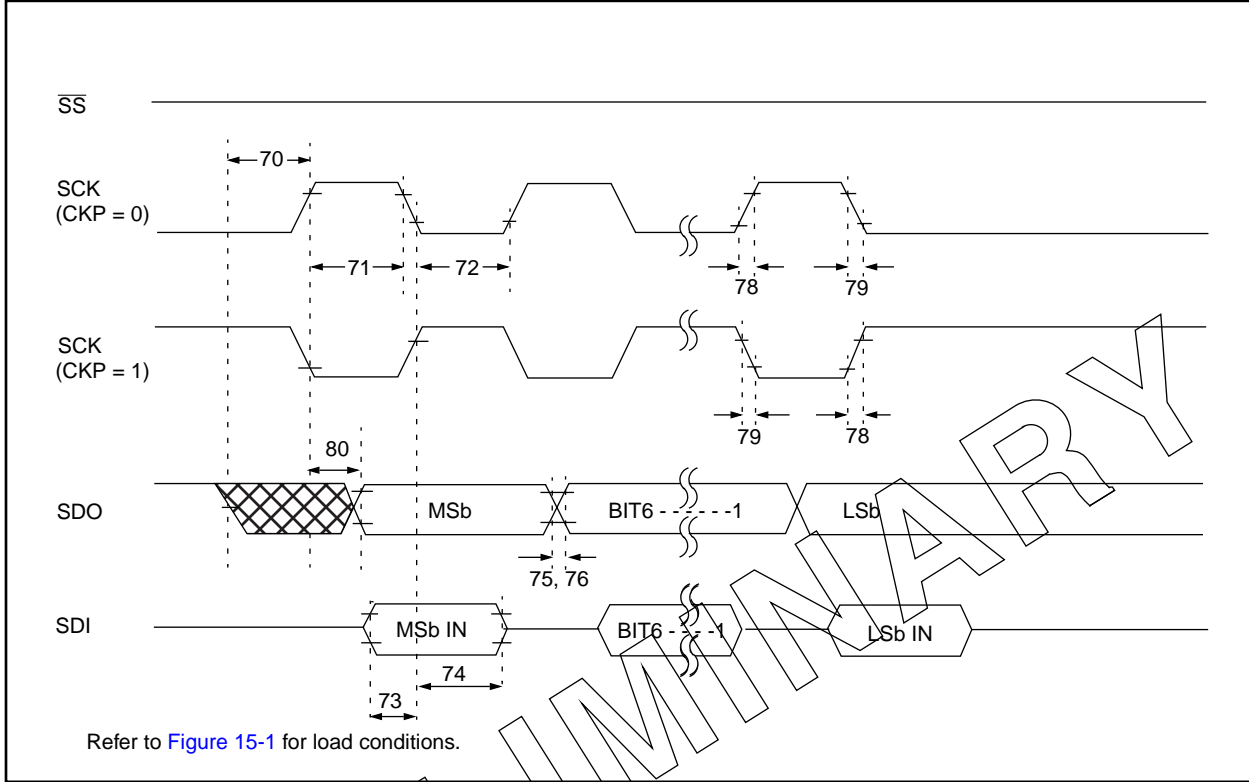 SS
70
SCK
(CKP = 0)
71
72
78
79
SCK
(CKP = 1)
79
78
80
SDO
MSb
BIT6 - - - - - -1
LSb
75, 76
SDI
MSb IN
BIT6 - - - -1
LSb IN
74
73
Refer to Figure 15-1 for load conditions.
IMINARY